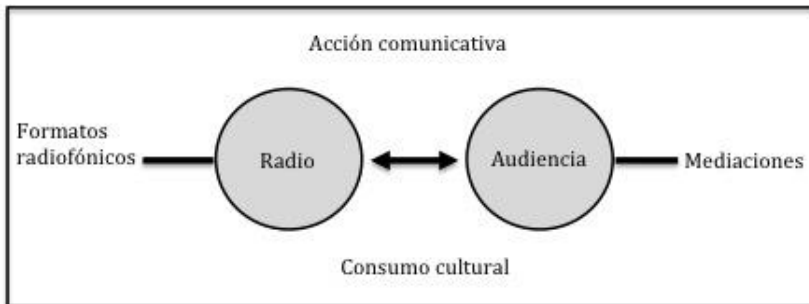 Acción comunicativa
Formatos
radiofónicos
Radio
Audiencia
Mediaciones
Consumo cultural